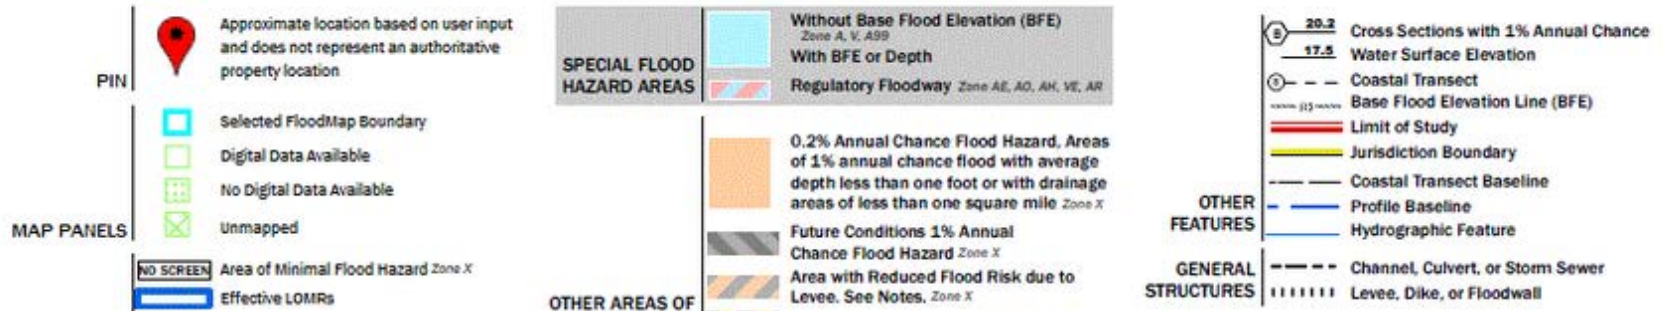 PIN
Approximate location based on user input
and does not represent an authoritative
property location
MAP PANELS
Selected FloodMap Boundary
Digital Data Available
No Digital Data Available
Unmapped
NO SCREEN Area of Minimal Flood Hazard Zone X
Effective LOMRs
SPECIAL FLOOD
HAZARD AREAS
Without Base Flood Elevation (BFE)
Zone A, V, A99
With BFE or Depth
Regulatory Floodway Zone AE, AO, AH, VE, AR
OTHER AREAS OF
0.2% Annual Chance Flood Hazard, Areas
of 1% annual chance flood with average
depth less than one foot or with drainage
areas of less than one square mile Zone X
Future Conditions 1% Annual
Chance Flood Hazard Zone X
Area with Reduced Flood Risk due to
Levee. See Notes. Zone X
OTHER
FEATURES
B 20.2 Cross Sections with 1% Annual Chance
17.5 Water Surface Elevation
Coastal Transect
Base Flood Elevation Line (BFE)
Limit of Study
Jurisdiction Boundary
Coastal Transect Baseline
Profile Baseline
Hydrographic Feature
GENERAL
STRUCTURES
Channel, Culvert, or Storm Sewer
Levee, Dike, or Floodwall